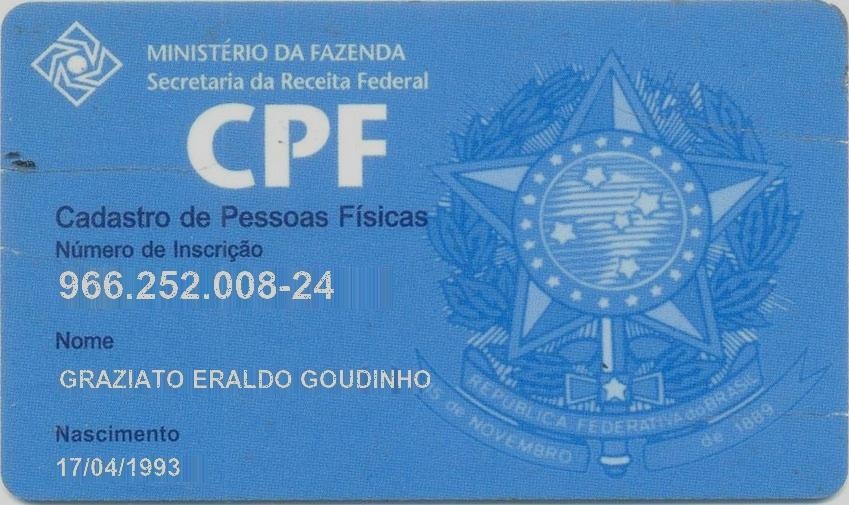 MINISTÉRIO DA FAZENDA
Secretaria da Receita Federal
CPF
Cadastro de Pessoas Físicas
Número de Inscrição
966.252.008-24
Nome
GRAZIATO ERALDO GOUDINHO
Nascimento
17/04/1993
REPÚBLICA FEDERATIVA do BRASIL
15 de NOVEMBRO de 1889